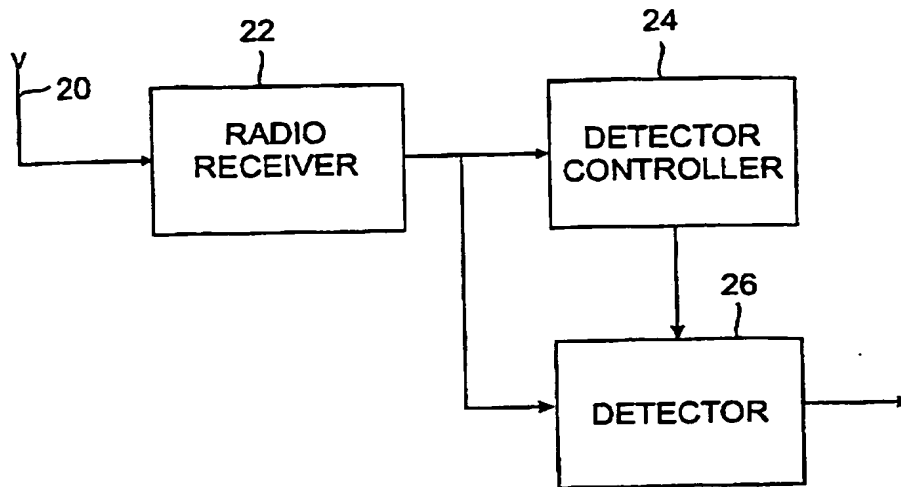 22
24
20
RADIO
RECEIVER
DETECTOR
CONTROLLER
26
DETECTOR